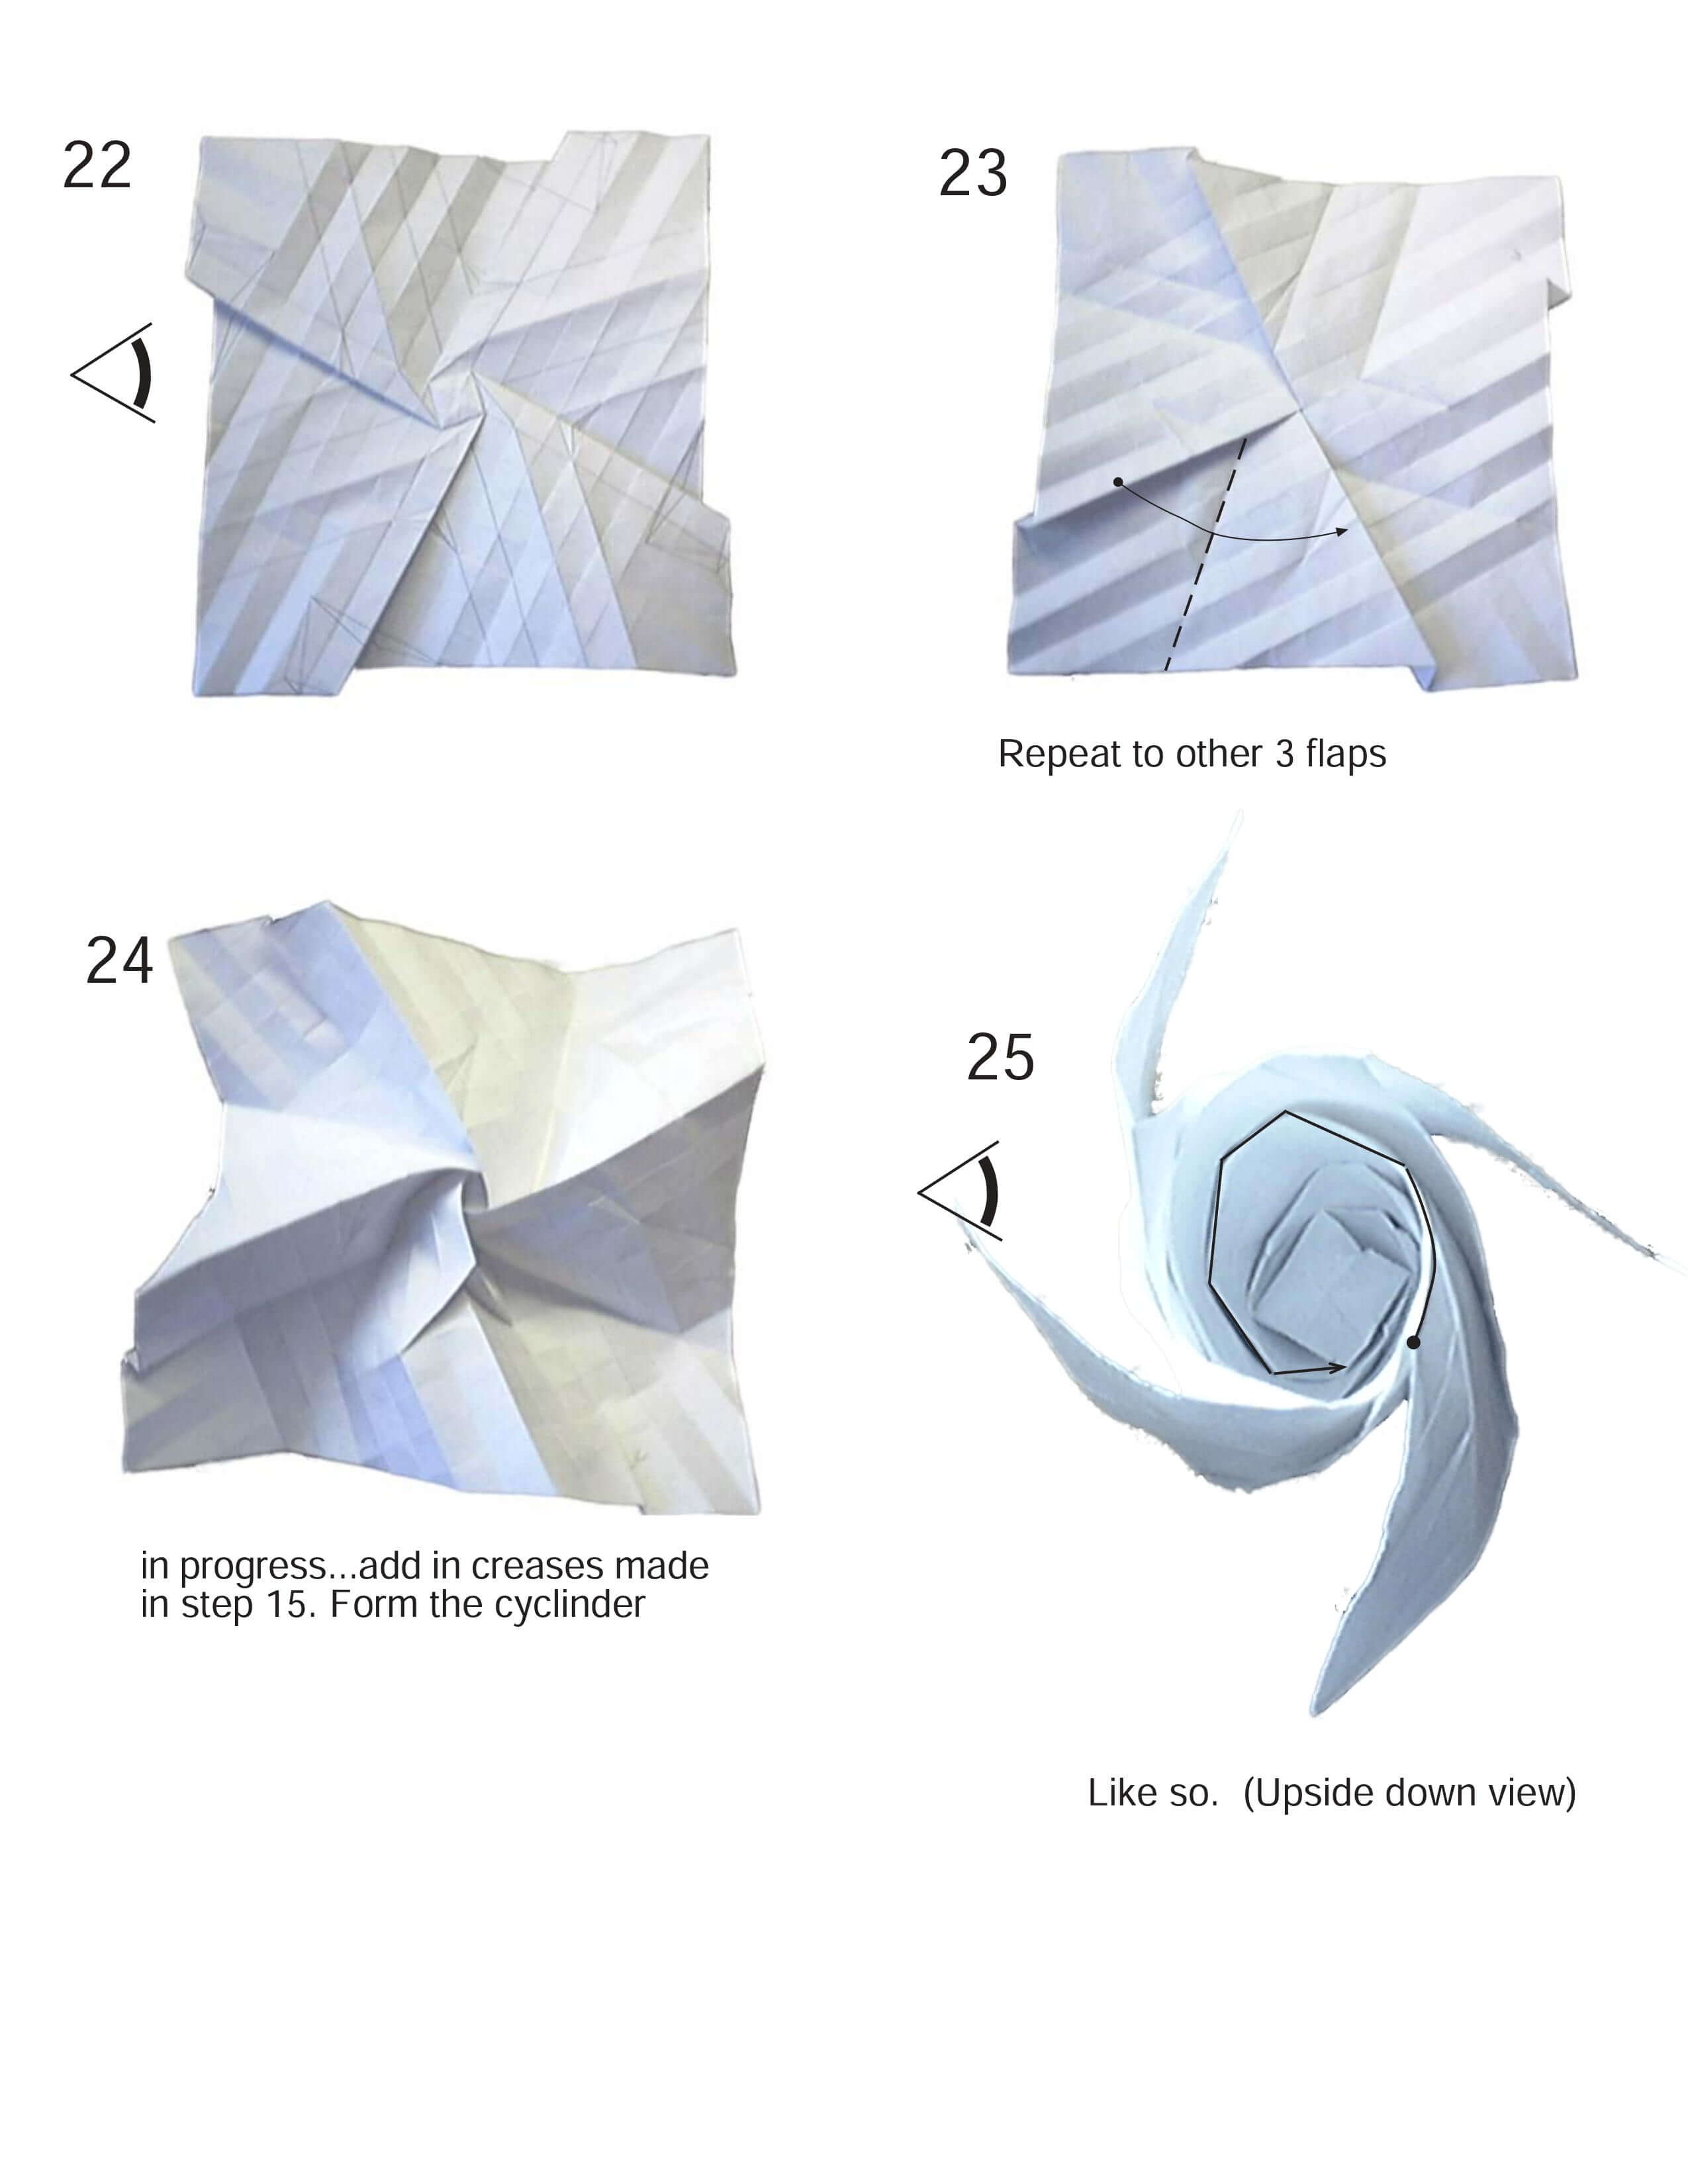 22
23
Repeat to other 3 flaps
24
in progress...add in creases made
in step 15. Form the cyclinder
25
Like so.  (Upside down view)